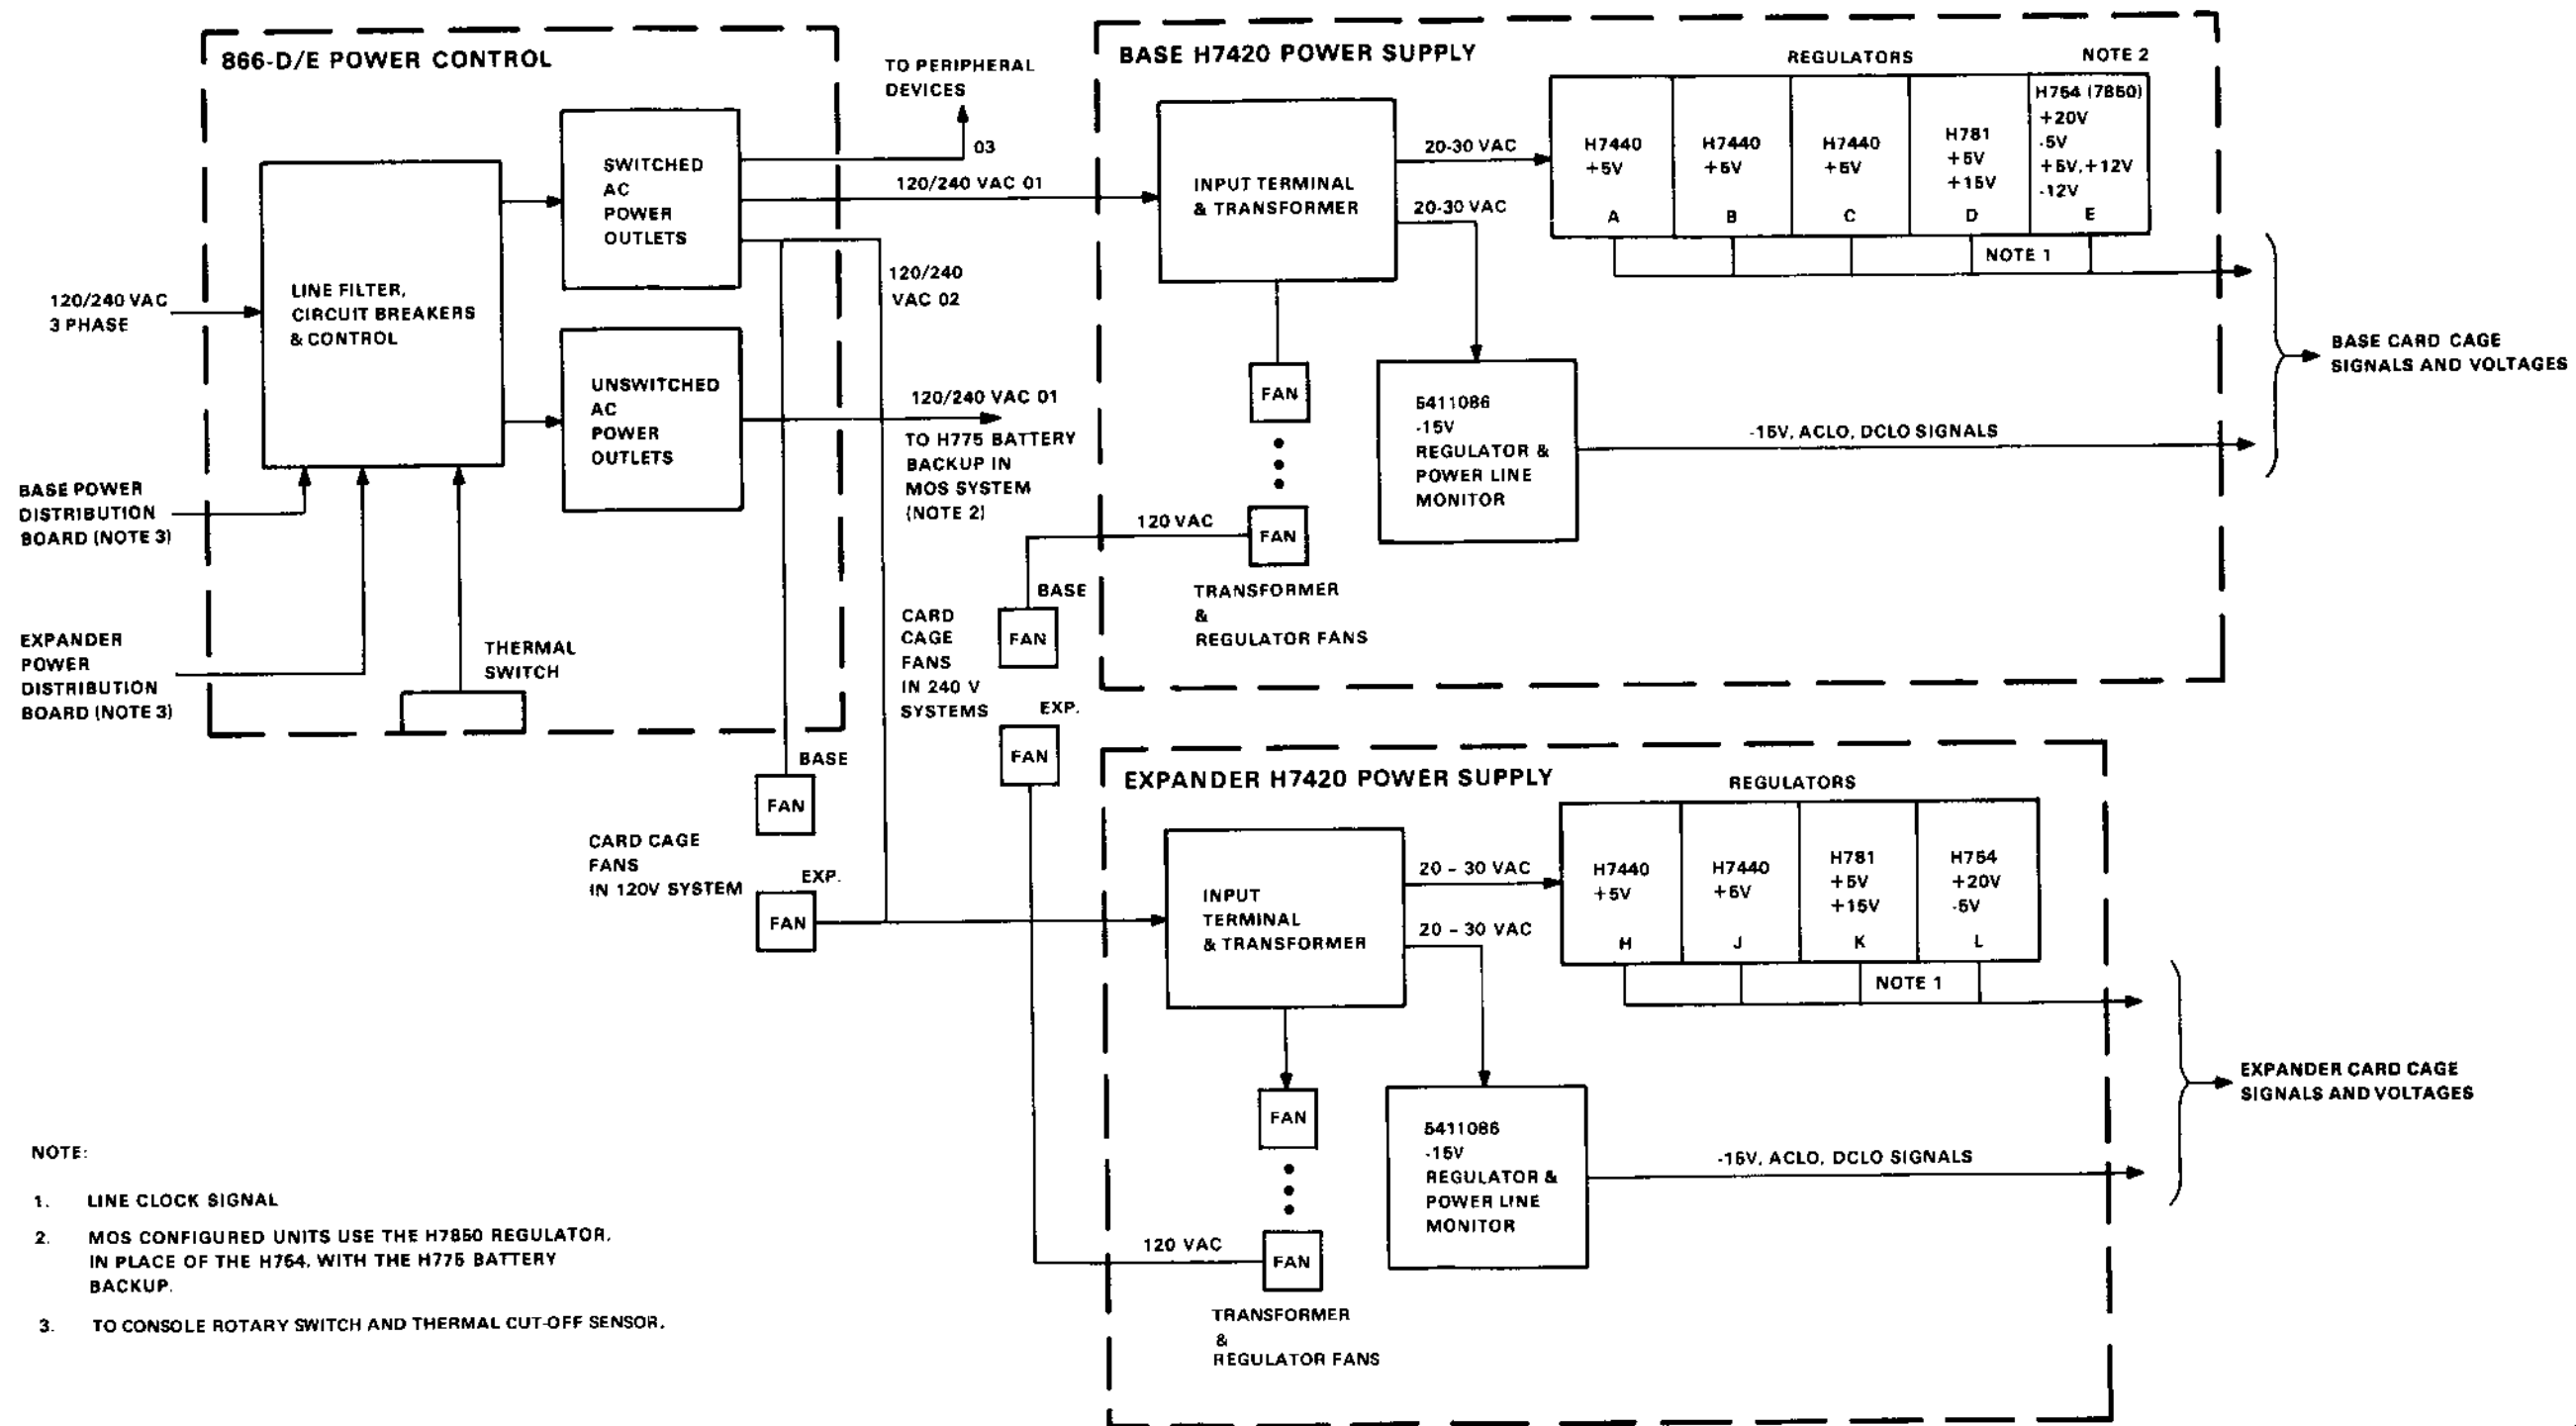 866-D/E POWER CONTROL
LINE FILTER,
CIRCUIT BREAKERS
& CONTROL
SWITCHED
AC
POWER
OUTLETS
UNSWITCHED
AC
POWER
OUTLETS
120/240 VAC
3 PHASE
BASE POWER
DISTRIBUTION
BOARD (NOTE 3)
EXPANDER
POWER
DISTRIBUTION
BOARD (NOTE 3)
THERMAL
SWITCH
TO PERIPHERAL
DEVICES
03
120/240 VAC 01
120/240
VAC 02
120/240 VAC 01
TO H775 BATTERY
BACKUP IN
MOS SYSTEM
(NOTE 2)
CARD
CAGE
FANS
IN 240 V
SYSTEMS
BASE
FAN
EXP.
FAN
BASE
FAN
CARD CAGE
FANS
IN 120V SYSTEM
EXP.
FAN
BASE H7420 POWER SUPPLY
INPUT TERMINAL
& TRANSFORMER
20-30 VAC
20-30 VAC
REGULATORS
NOTE 2
H7440
+5V
A
H7440
+5V
B
H7440
+5V
C
H781
+5V
+15V
D
H754 (7850)
+20V
-5V
+5V,+12V
-12V
E
NOTE 1
FAN
FAN
120 VAC
TRANSFORMER
&
REGULATOR FANS
5411086
-15V
REGULATOR &
POWER LINE
MONITOR
-15V, ACLO, DCLO SIGNALS
BASE CARD CAGE
SIGNALS AND VOLTAGES
EXPANDER H7420 POWER SUPPLY
INPUT
TERMINAL
& TRANSFORMER
20 - 30 VAC
20 - 30 VAC
REGULATORS
H7440
+5V
H
H7440
+5V
J
H781
+5V
+15V
K
H754
+20V
-5V
L
NOTE 1
FAN
FAN
120 VAC
TRANSFORMER
&
REGULATOR FANS
5411086
-15V
REGULATOR &
POWER LINE
MONITOR
-15V, ACLO, DCLO SIGNALS
EXPANDER CARD CAGE
SIGNALS AND VOLTAGES
NOTE:
1. LINE CLOCK SIGNAL
2. MOS CONFIGURED UNITS USE THE H7850 REGULATOR,
IN PLACE OF THE H754, WITH THE H775 BATTERY
BACKUP.
3. TO CONSOLE ROTARY SWITCH AND THERMAL CUT-OFF SENSOR.